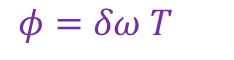 ϕ = δω T